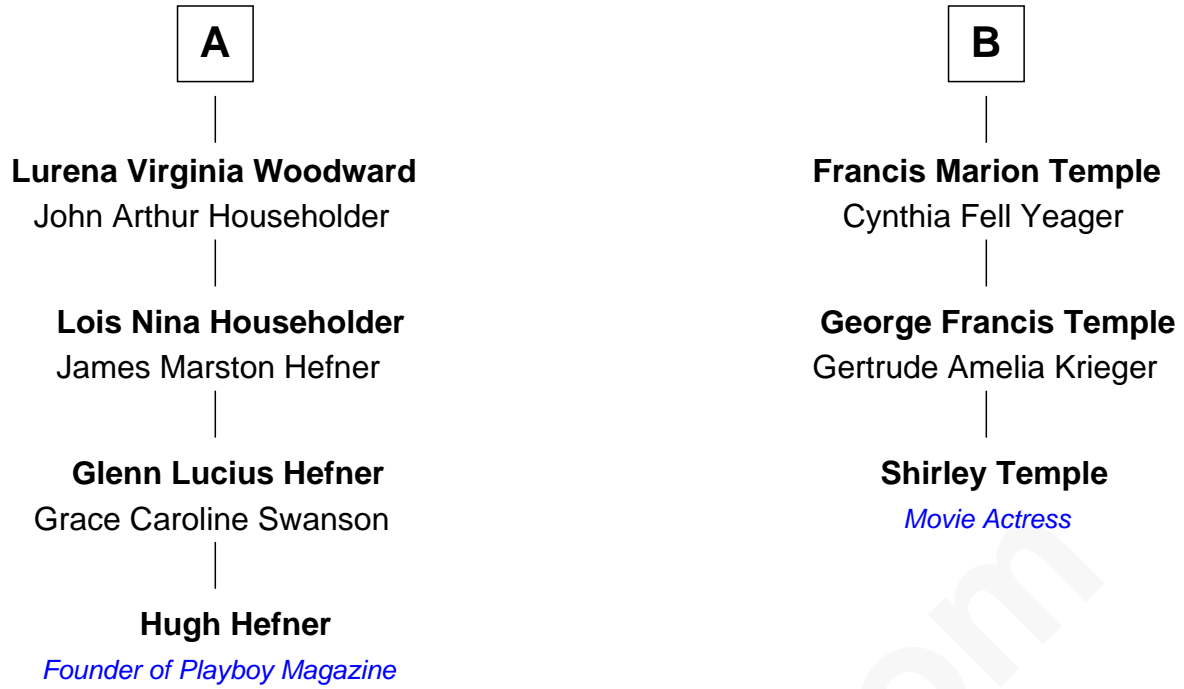 A
Lurena Virginia Woodward
John Arthur Householder
Lois Nina Householder
James Marston Hefner
Glenn Lucius Hefner
Grace Caroline Swanson
Hugh Hefner
Founder of Playboy Magazine
B
Francis Marion Temple
Cynthia Fell Yeager
George Francis Temple
Gertrude Amelia Krieger
Shirley Temple
Movie Actress
om